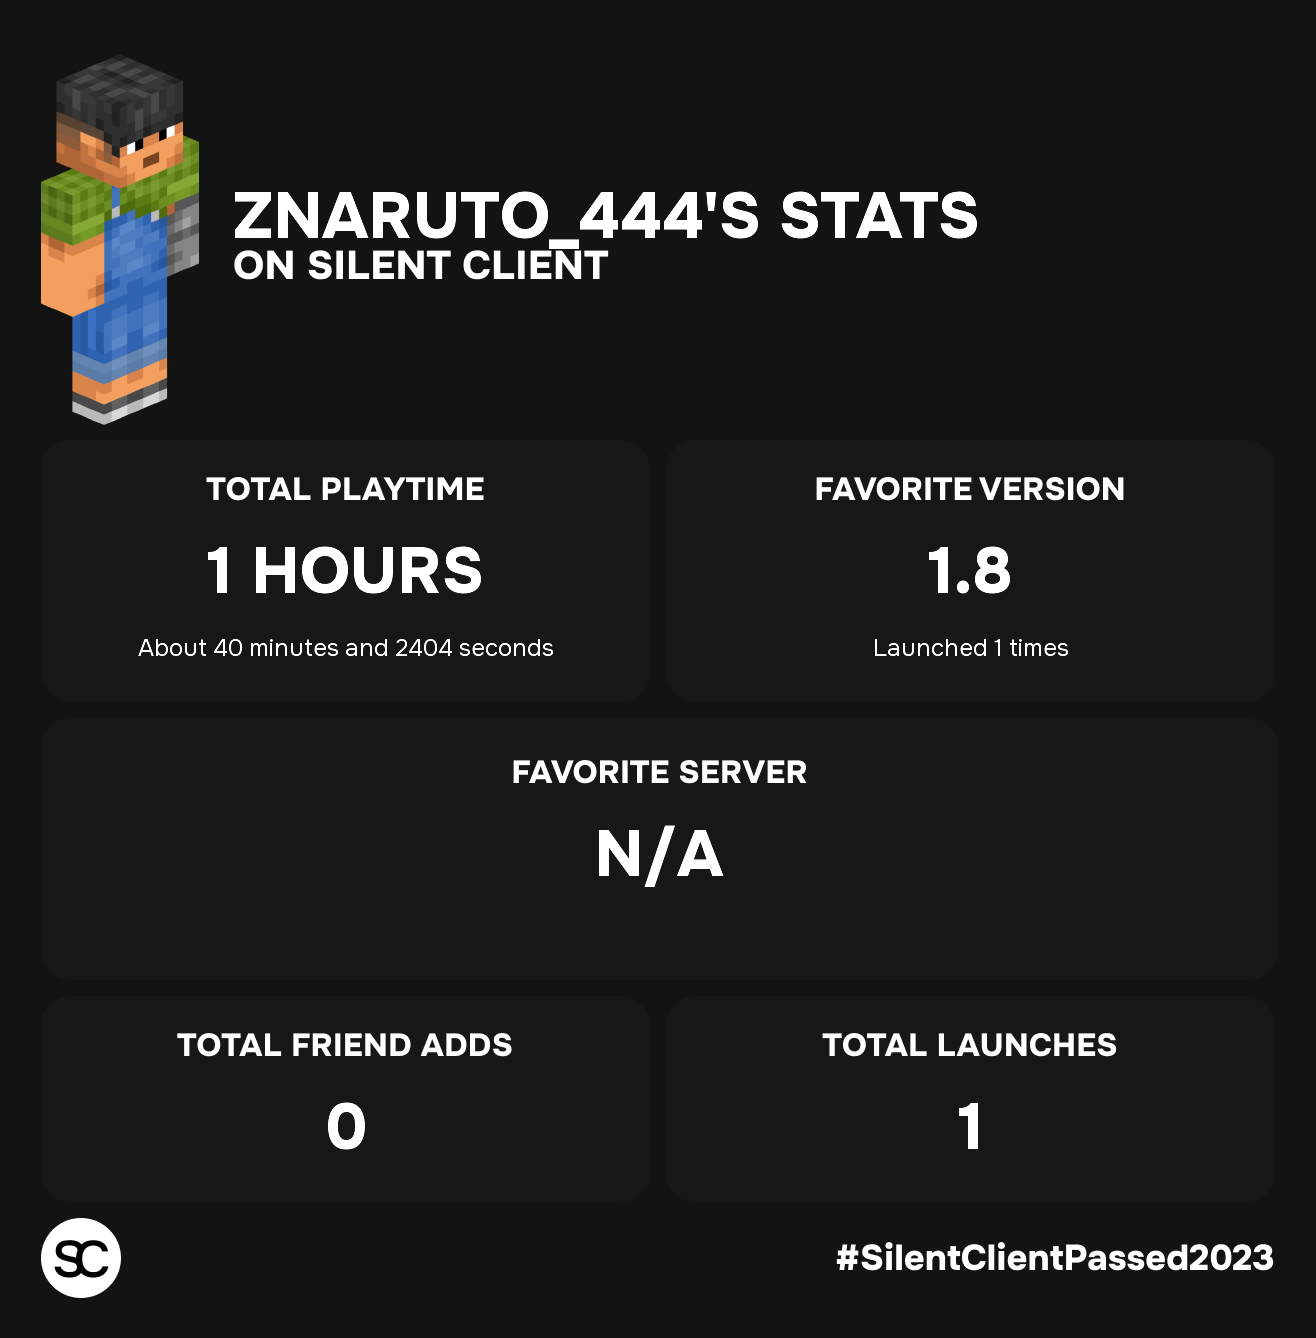 ZNARUTO_444'S STATS
ON SILENT CLIENT
TOTAL PLAYTIME
1 HOURS
About 40 minutes and 2404 seconds
FAVORITE VERSION
1.8
Launched 1 times
FAVORITE SERVER
N/A
TOTAL FRIEND ADDS
0
TOTAL LAUNCHES
1
SC
#SilentClientPassed2023